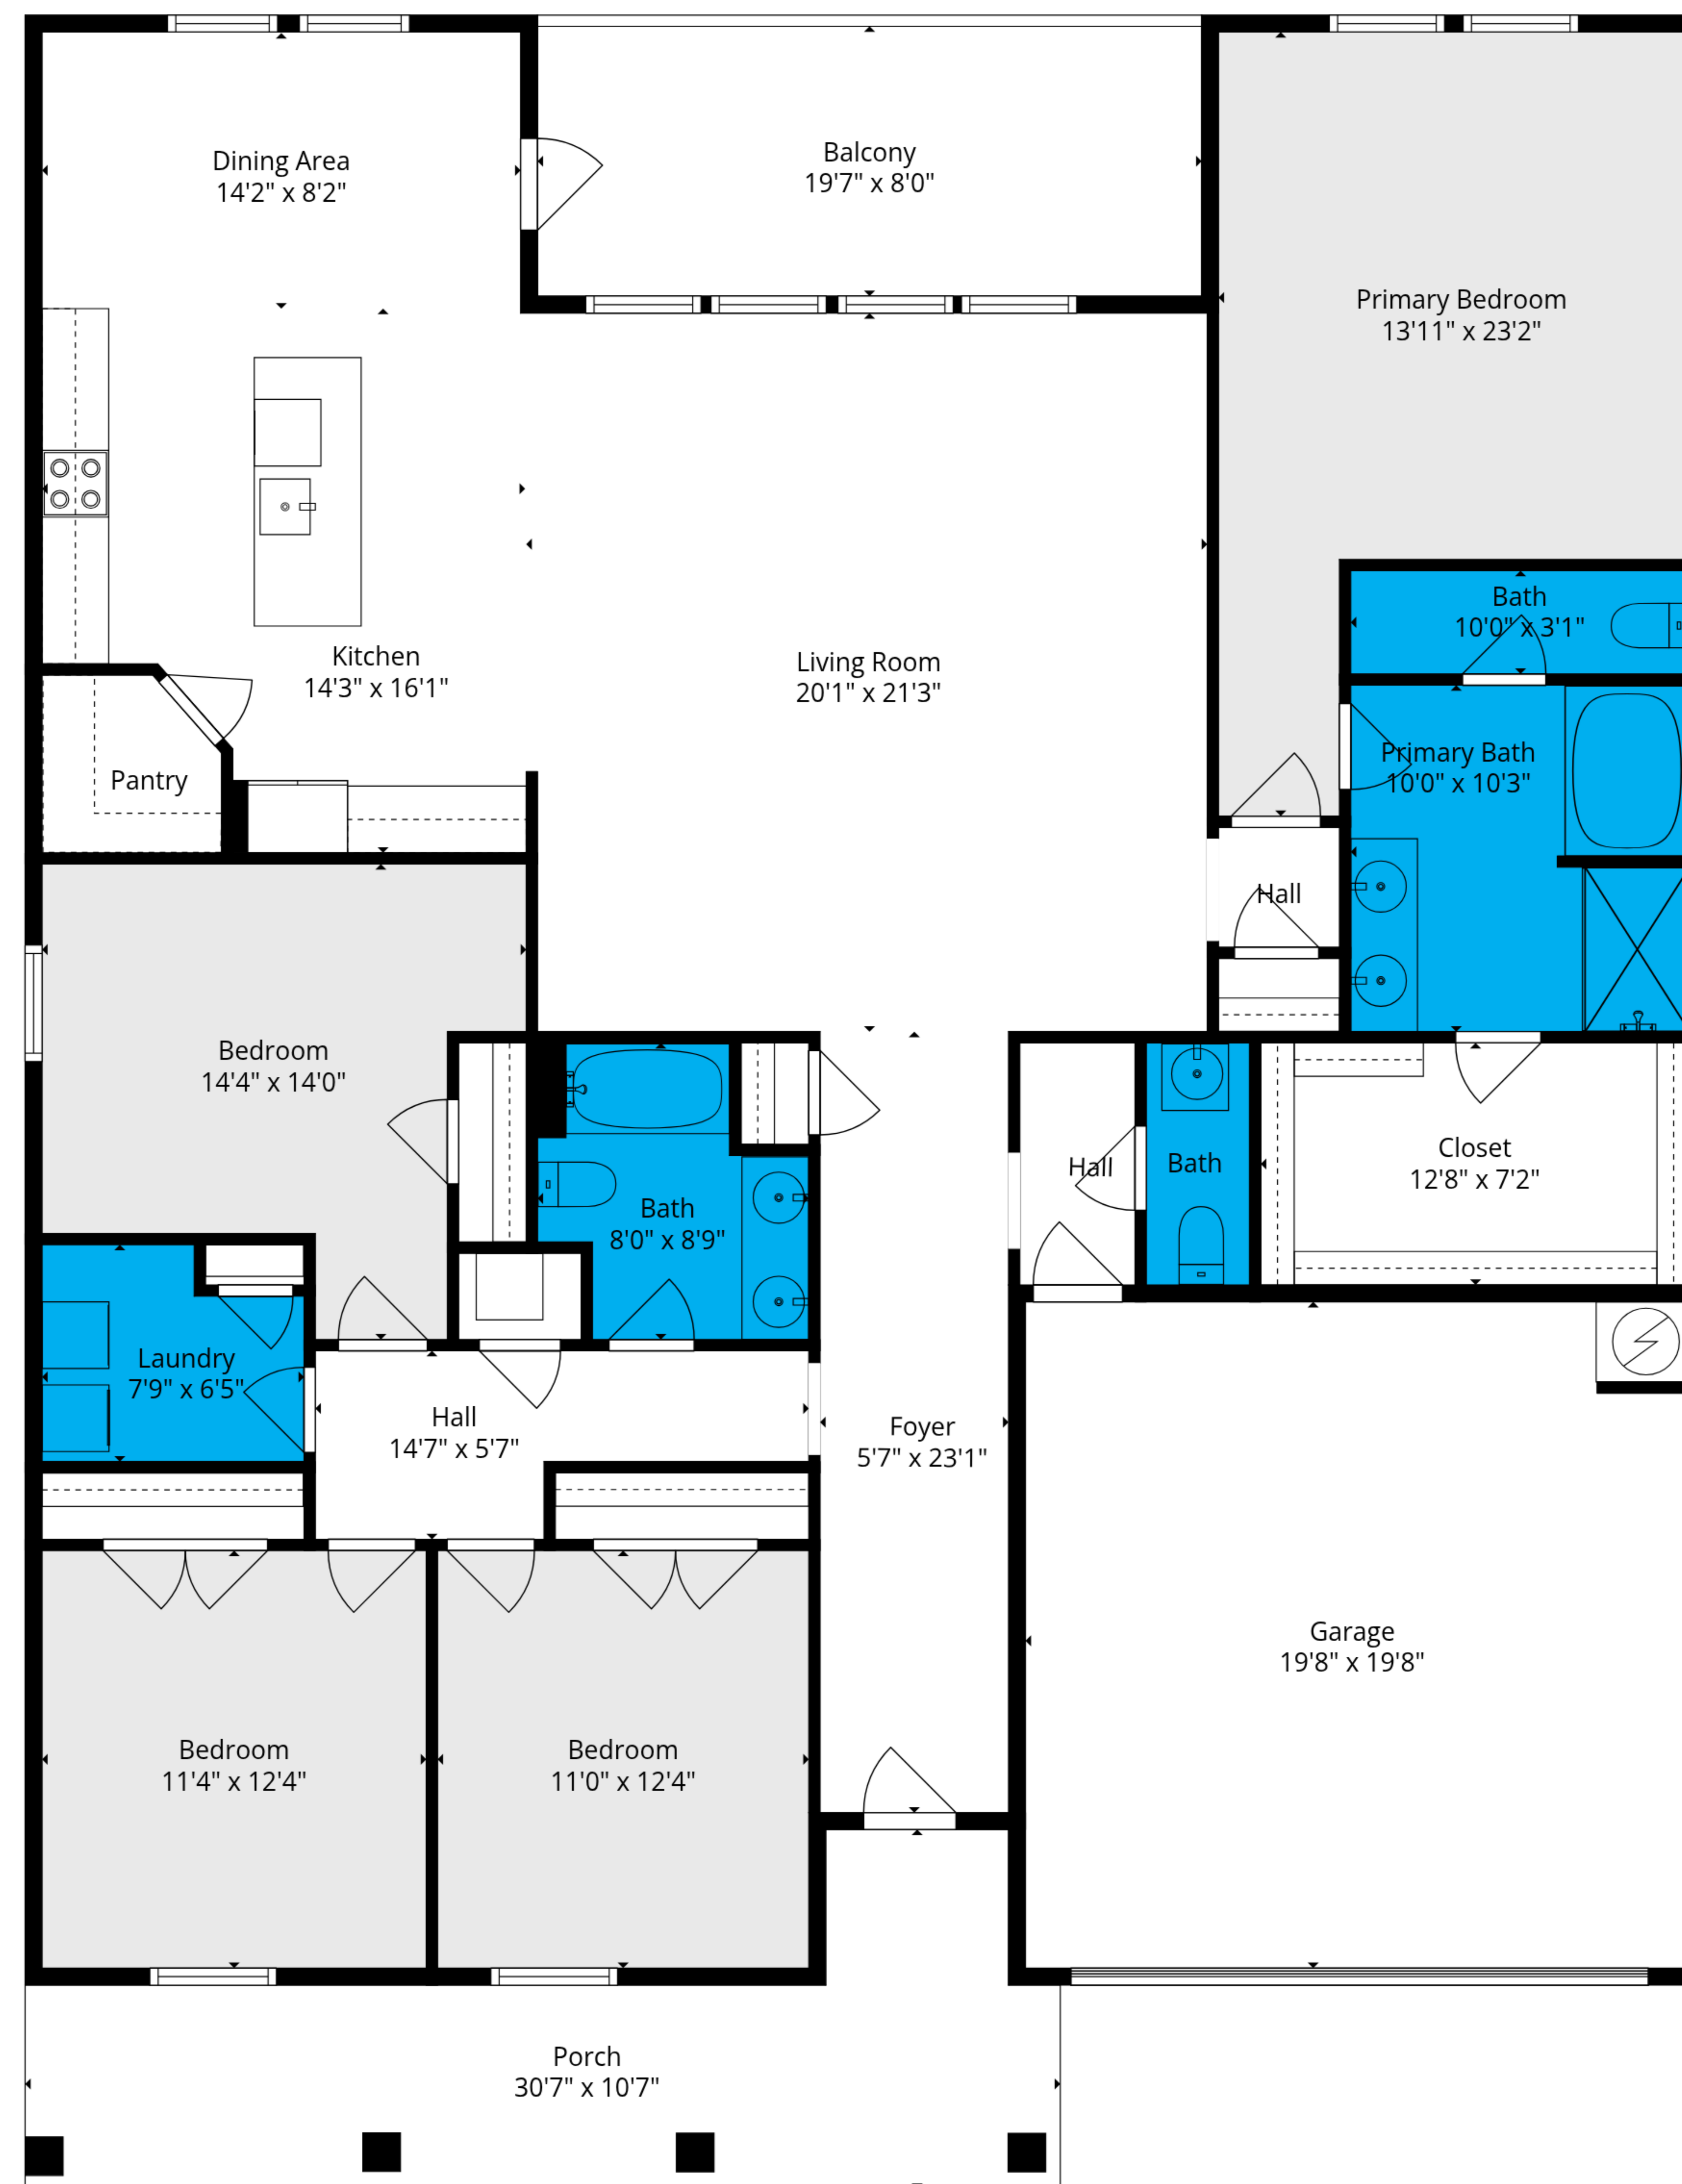 Dining Area
14'2" x 8'2"
Balcony
19'7" x 8'0"
Primary Bedroom
13'11" x 23'2"
Bath
10'0" x 3'1"
Kitchen
14'3" x 16'1"
Living Room
20'1" x 21'3"
Primary Bath
10'0" x 10'3"
Pantry
Hall
Bedroom
14'4" x 14'0"
Hall
Bath
Closet
12'8" x 7'2"
Bath
8'0" x 8'9"
Laundry
7'9" x 6'5"
Hall
14'7" x 5'7"
Foyer
5'7" x 23'1"
Garage
19'8" x 19'8"
Bedroom
11'4" x 12'4"
Bedroom
11'0" x 12'4"
Porch
30'7" x 10'7"